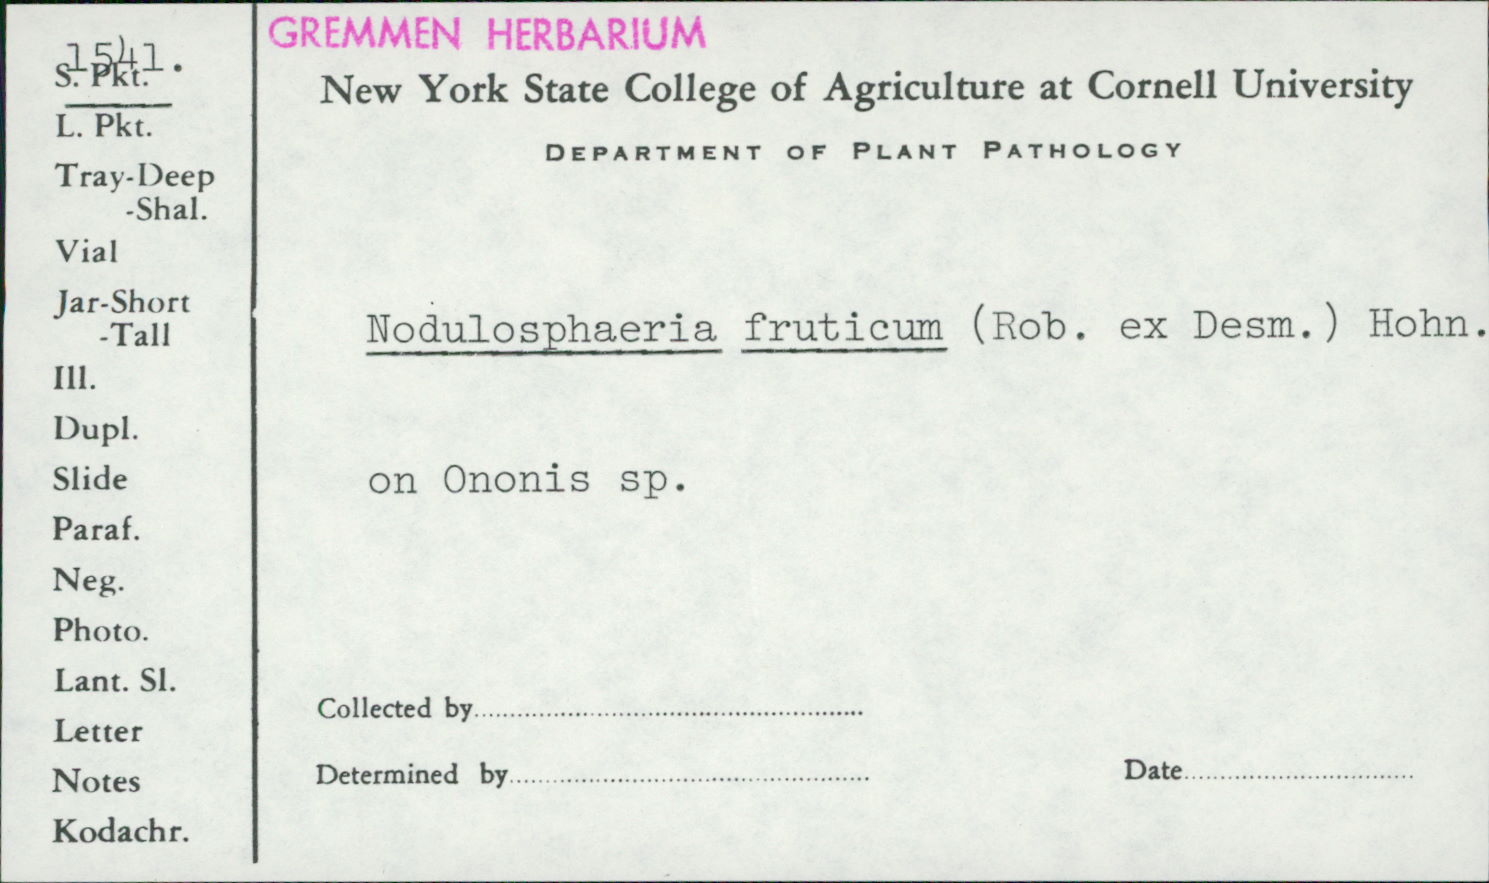 1541.
S. Pkt.
L. Pkt.
Tray-Deep
-Shal.
Vial
Jar-Short
-Tall
Ill.
Dupl.
Slide
Paraf.
Neg.
Photo.
Lant. Sl.
Letter
Notes
Kodachr.
GREMMEN HERBARIUM
New York State College of Agriculture at Cornell University
DEPARTMENT OF PLANT PATHOLOGY
Nodulosphaeria fruticum (Rob. ex Desm.) Hohn.
on Ononis sp.
Collected by
Determined by
Date